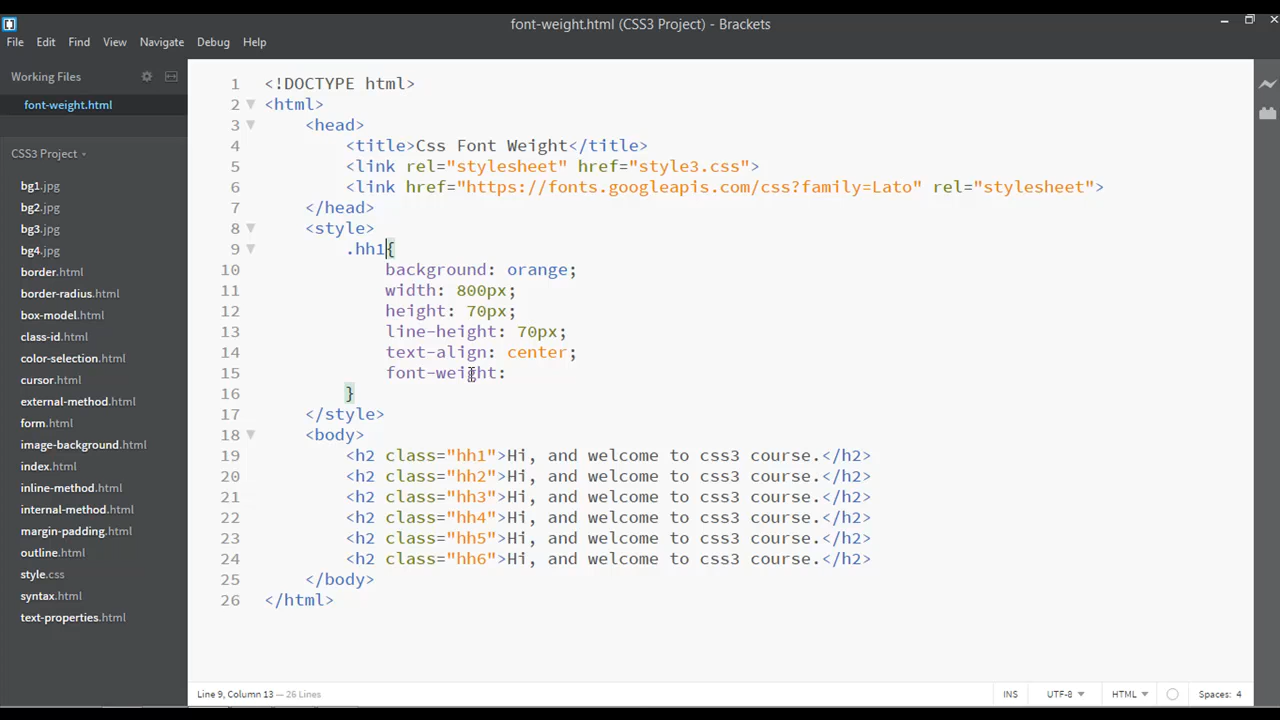 font-weight.html (CSS3 Project) - Brackets
File Edit Find View Navigate Debug Help
Working Files
font-weight.html
CSS3 Project
bg1.jpg
bg2.jpg
bg3.jpg
bg4.jpg
border.html
border-radius.html
box-model.html
class-id.html
color-selection.html
cursor.html
external-method.html
form.html
image-background.html
index.html
inline-method.html
internal-method.html
margin-padding.html
outline.html
style.css
syntax.html
text-properties.html
1 <!DOCTYPE html>
2 <html>
3 <head>
4 <title>Css Font Weight</title>
5 <link rel="stylesheet" href="style3.css">
6 <link href="https://fonts.googleapis.com/css?family=Lato" rel="stylesheet">
7 </head>
8 <style>
9 .hh1{
10 background: orange;
11 width: 800px;
12 height: 70px;
13 line-height: 70px;
14 text-align: center;
15 font-weight:
16 }
17 </style>
18 <body>
19 <h2 class="hh1">Hi, and welcome to css3 course.</h2>
20 <h2 class="hh2">Hi, and welcome to css3 course.</h2>
21 <h2 class="hh3">Hi, and welcome to css3 course.</h2>
22 <h2 class="hh4">Hi, and welcome to css3 course.</h2>
23 <h2 class="hh5">Hi, and welcome to css3 course.</h2>
24 <h2 class="hh6">Hi, and welcome to css3 course.</h2>
25 </body>
26 </html>
Line 9, Column 13 — 26 Lines INS UTF-8 HTML Spaces: 4